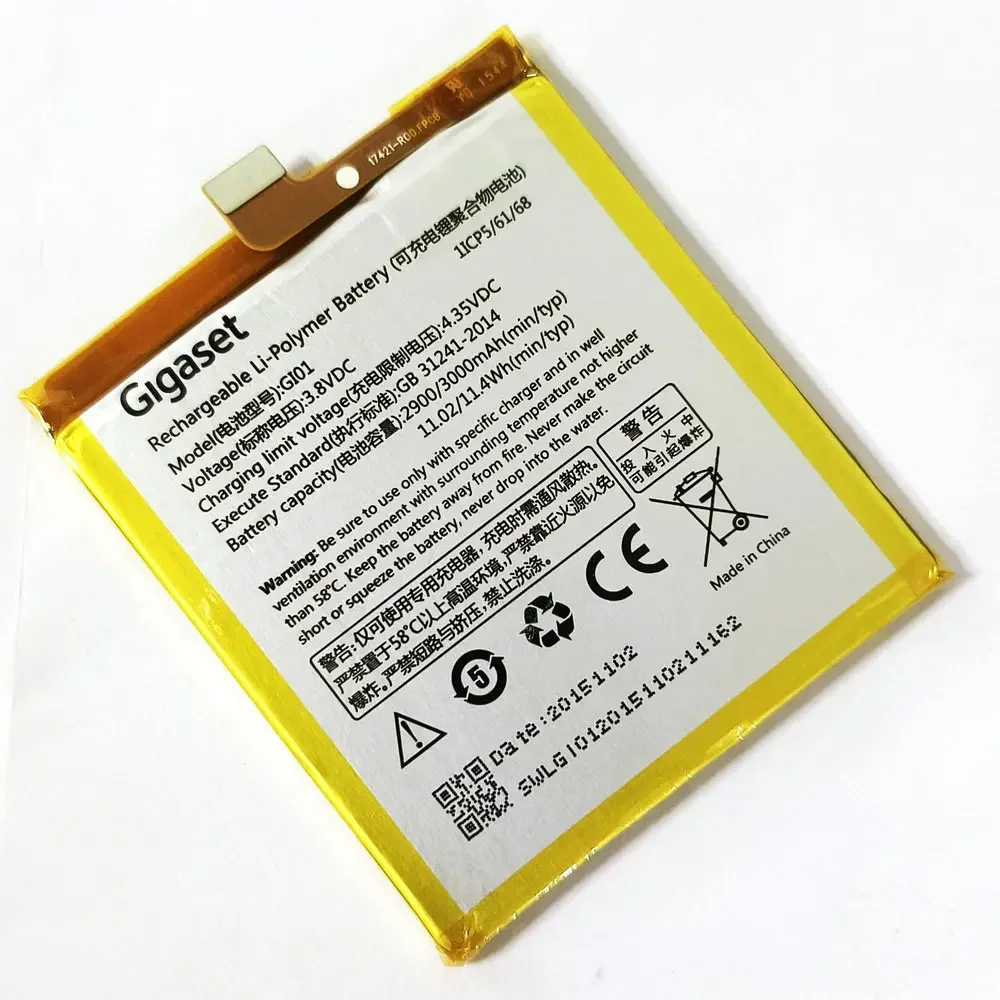 17421-R00.FPCB
1542
Gigaset
Rechargeable Li-Polymer Battery (可充电锂聚合物电池)
1ICP5/61/68
Model(电池型号):GI01
Voltage(标称电压):3.8VDC
Charging limit voltage(充电限制电压):4.35VDC
Execute Standard(执行标准):GB 31241-2014
Battery capacity(电池容量):2900/3000mAh(min/typ)
11.02/11.4Wh(min/typ)
Warning: Be sure to use only with specific charger and in well-
ventilation environment with surrounding temperature not higher
than 58°C. Keep the battery away from fire. Never make the circuit
short or squeeze the battery, never drop into the water.
警告:仅可使用专用充电器, 充电时需通风散热,
严禁置于58°C以上高温环境, 严禁靠近火源以免
爆炸。严禁短路与挤压, 禁止洗涤。
警告
投入火中
可能引起爆炸
5
CE
Made in China
Date:20151102
SWLGI012015110211162